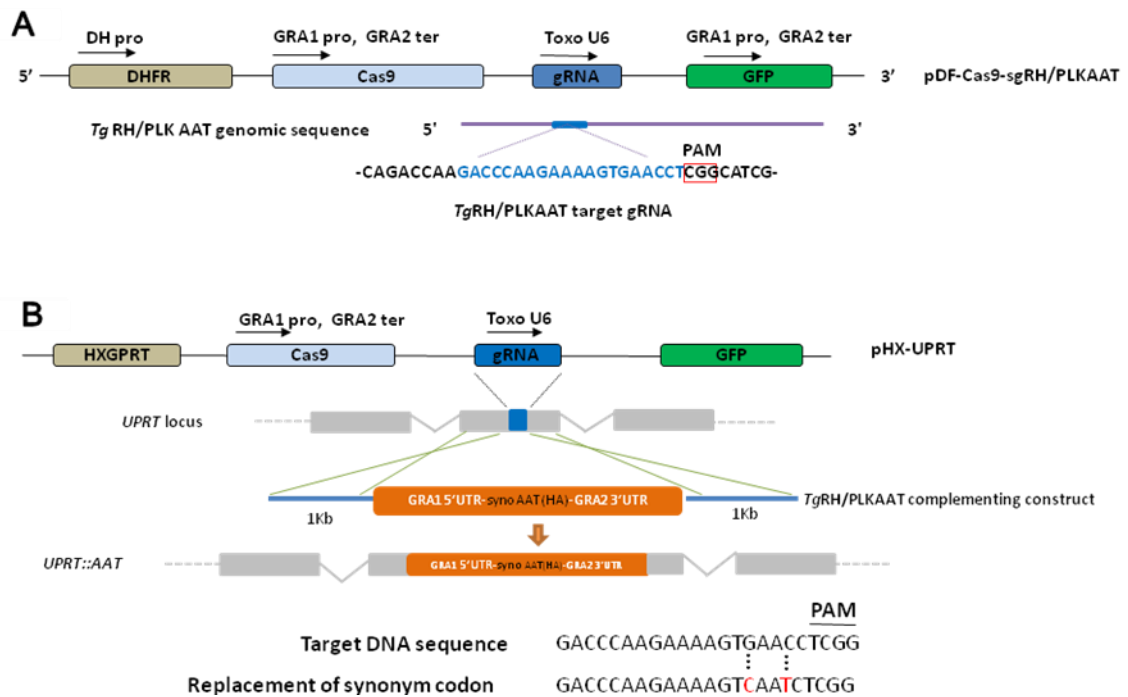 A
DH pro
GRA1 pro, GRA2 ter
Toxo U6
GRA1 pro, GRA2 ter
5' DHFR Cas9 gRNA GFP 3' pDF-Cas9-sgRH/PLKAAT
Tg RH/PLK AAT genomic sequence 5' 3'
PAM
-CAGACCAAGACCCAAGAAAAGTGAACCTCGGCATCG-
TgRH/PLKAAT target gRNA
B
GRA1 pro, GRA2 ter
Toxo U6
HXGPRT Cas9 gRNA GFP pHX-UPRT
UPRT locus
GRA1 5'UTR-syno AAT(HA)-GRA2 3'UTR TgRH/PLKAAT complementing construct
1Kb 1Kb
UPRT::AAT GRA1 5'UTR-syno AAT(HA)-GRA2 3'UTR
PAM
Target DNA sequence GACCCAAGAAAAGTGAACCTCGG
Replacement of synonym codon GACCCAAGAAAAGTCAATCTCGG